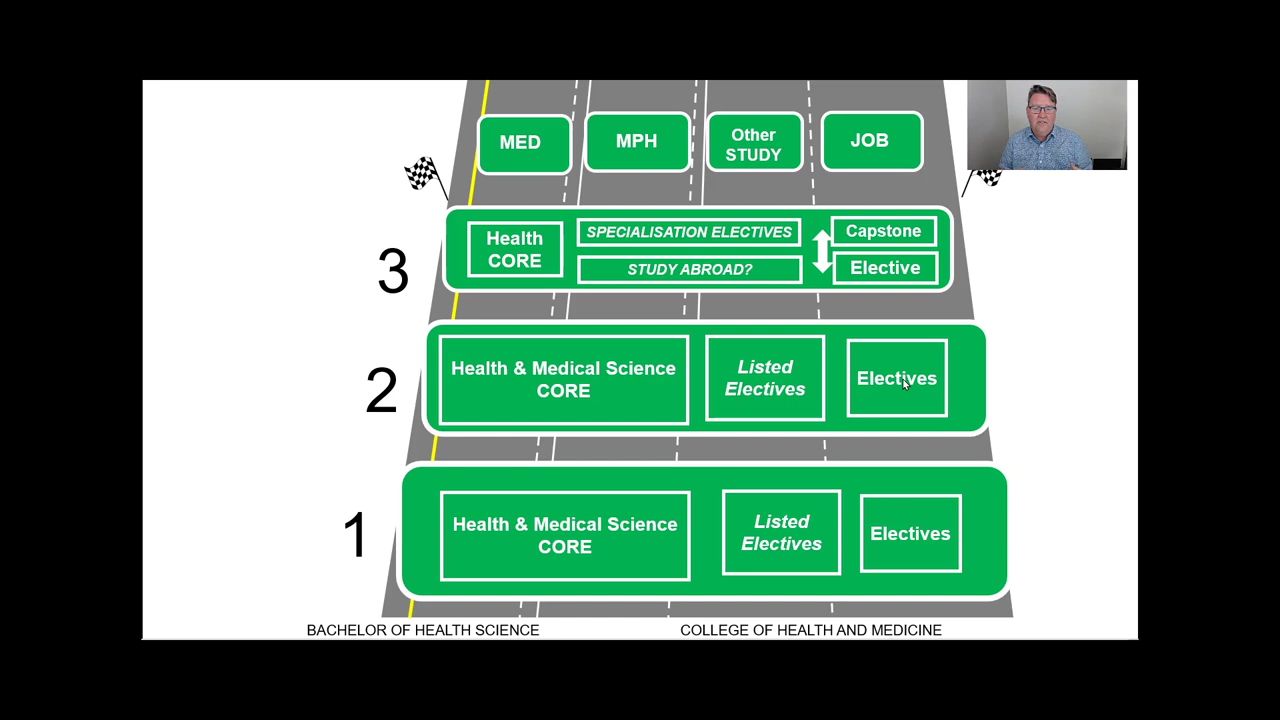 MED
MPH
Other
STUDY
JOB
3
Health
CORE
SPECIALISATION ELECTIVES
STUDY ABROAD?
Capstone
Elective
2
Health & Medical Science
CORE
Listed
Electives
Electives
1
Health & Medical Science
CORE
Listed
Electives
Electives
BACHELOR OF HEALTH SCIENCE
COLLEGE OF HEALTH AND MEDICINE